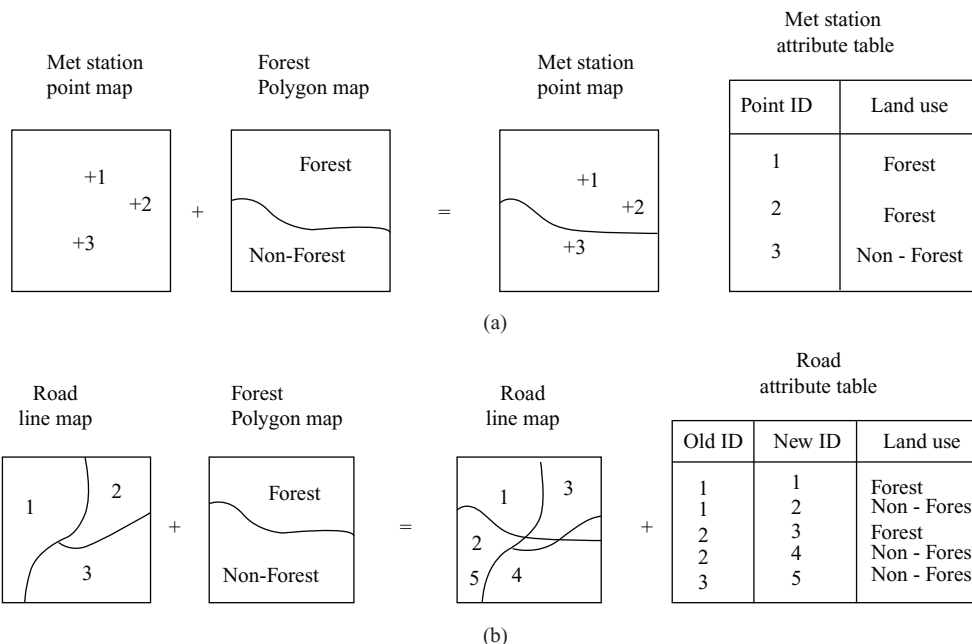 Met station
attribute table
Met station
point map
Forest
Polygon map
Met station
point map
Point ID Land use
+1
+2
+3
+
Forest
Non-Forest
=
+1
+2
+3
1 Forest
2 Forest
3 Non - Forest
(a)
Road
attribute table
Road
line map
Forest
Polygon map
Road
line map
Old ID New ID Land use
1
2
3
+
Forest
Non-Forest
=
1
3
2
5
4
+
1 1 Forest
1 2 Non - Fores
2 3 Forest
2 4 Non - Fores
3 5 Non - Fores
(b)